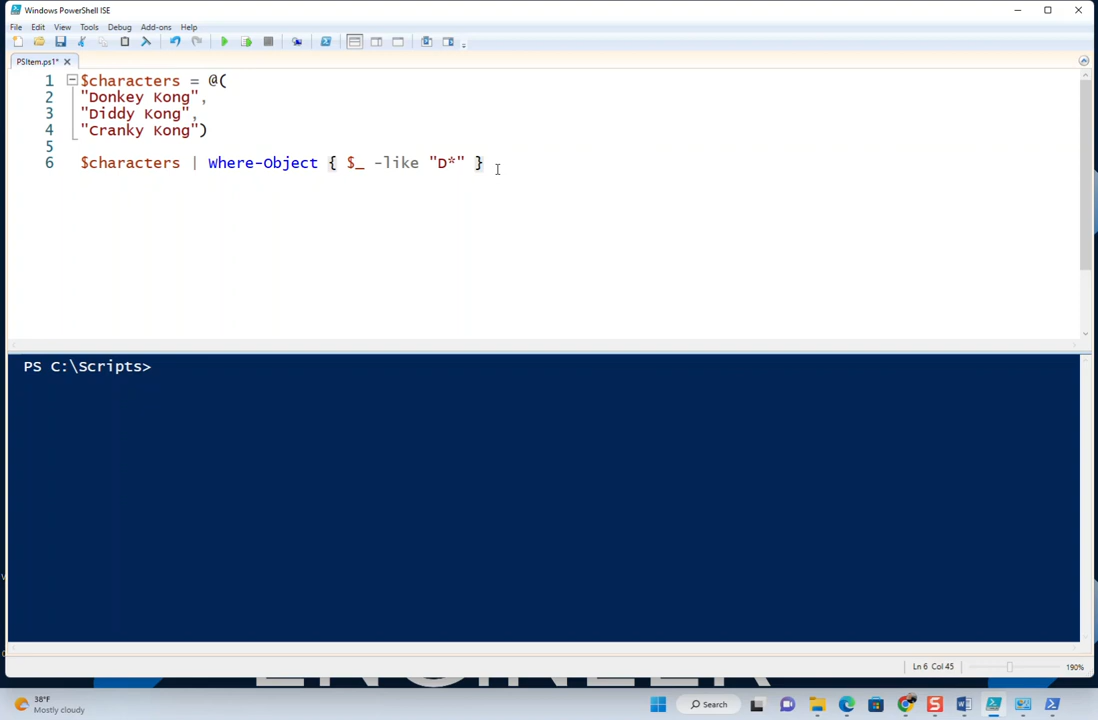 Windows PowerShell ISE
File Edit View Tools Debug Add-ons Help
PSItem.ps1*
1 $characters = @(
2 "Donkey Kong",
3 "Diddy Kong",
4 "Cranky Kong")
5
6 $characters | Where-Object { $_ -like "D*" }
PS C:\Scripts>
Ln 6 Col 45 190%
ENGINEER
38°F
Mostly cloudy
Search